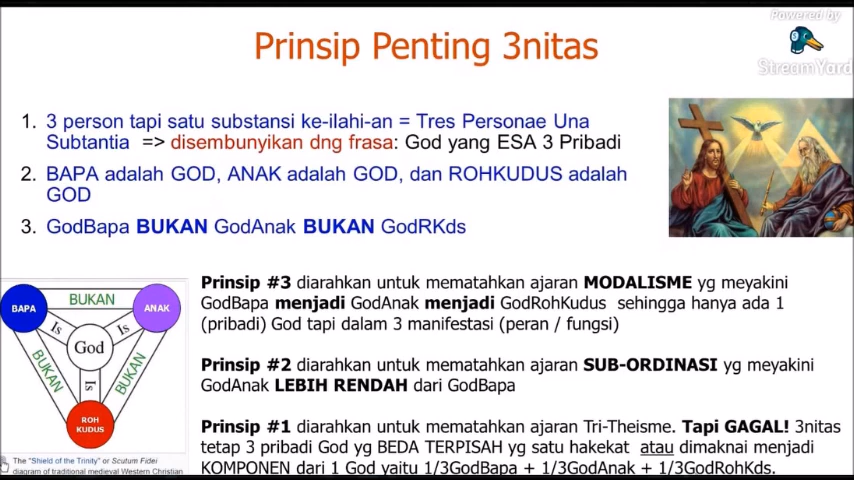 Powered by
StreamYard
Prinsip Penting 3nitas
1. 3 person tapi satu substansi ke-ilahi-an = Tres Personae Una
Subtantia => disembunyikan dng frasa: God yang ESA 3 Pribadi
2. BAPA adalah GOD, ANAK adalah GOD, dan ROHKUDUS adalah
GOD
3. GodBapa BUKAN GodAnak BUKAN GodRKds
BAPA
BUKAN
ANAK
Is
Is
God
BUKAN
Is
BUKAN
ROH
KUDUS
The "Shield of the Trinity" or Scutum Fidei
diagram of traditional medieval Western Christian
Prinsip #3 diarahkan untuk mematahkan ajaran MODALISME yg meyakini
GodBapa menjadi GodAnak menjadi GodRohKudus sehingga hanya ada 1
(pribadi) God tapi dalam 3 manifestasi (peran / fungsi)
Prinsip #2 diarahkan untuk mematahkan ajaran SUB-ORDINASI yg meyakini
GodAnak LEBIH RENDAH dari GodBapa
Prinsip #1 diarahkan untuk mematahkan ajaran Tri-Theisme. Tapi GAGAL! 3nitas
tetap 3 pribadi God yg BEDA TERPISAH yg satu hakekat atau dimaknai menjadi
KOMPONEN dari 1 God yaitu 1/3GodBapa + 1/3GodAnak + 1/3GodRohKds.